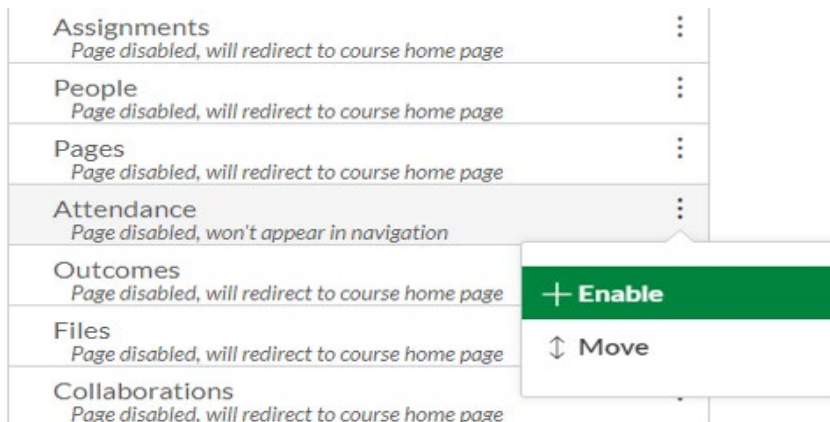 Assignments
Page disabled, will redirect to course home page
People
Page disabled, will redirect to course home page
Pages
Page disabled, will redirect to course home page
Attendance
Page disabled, won't appear in navigation
Outcomes
Page disabled, will redirect to course home page
Enable
Files
Page disabled, will redirect to course home page
Move
Collaborations
Page disabled, will redirect to course home page